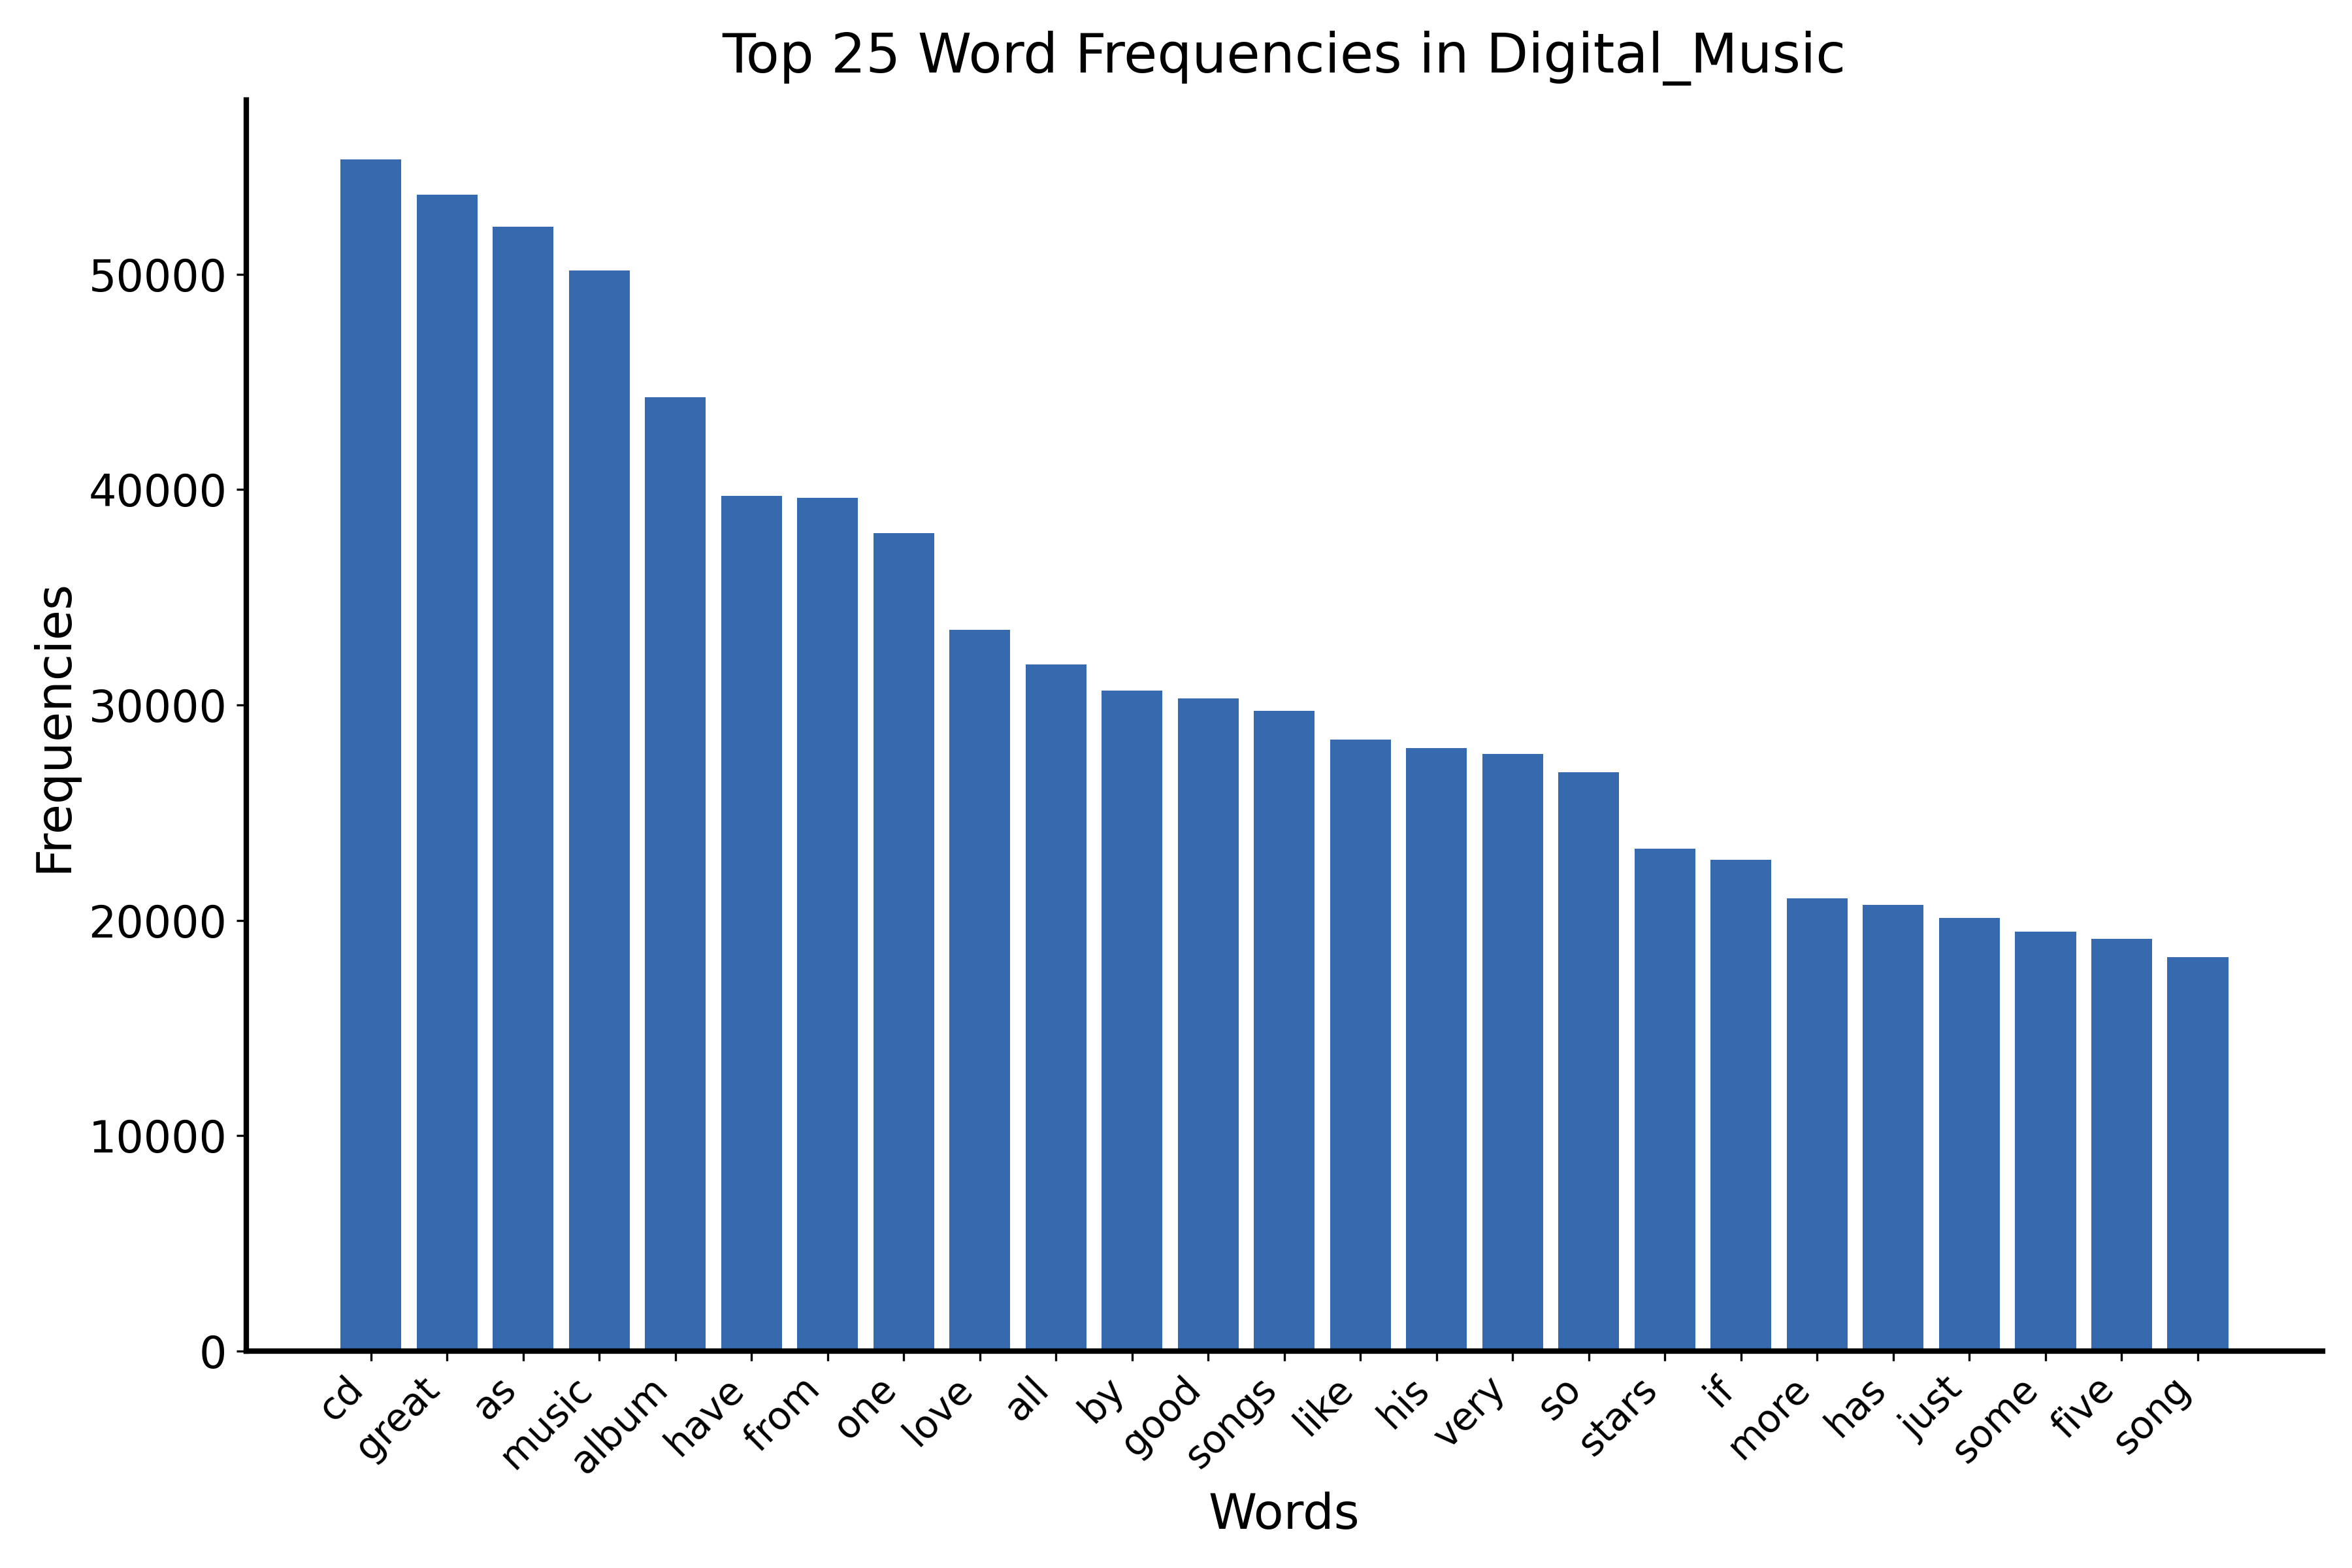 Top 25 Word Frequencies in Digital_Music
Frequencies
50000
40000
30000
20000
10000
0
cd
great
as
music
album
have
from
one
love
all
by
good
songs
like
his
very
so
stars
if
more
has
just
some
five
song
Words